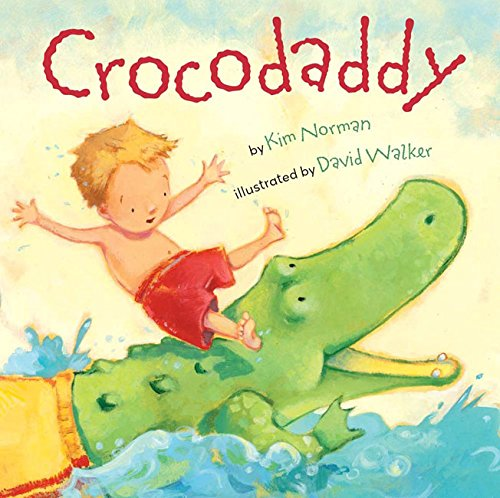 Crocodaddy
by Kim Norman
illustrated by David Walker